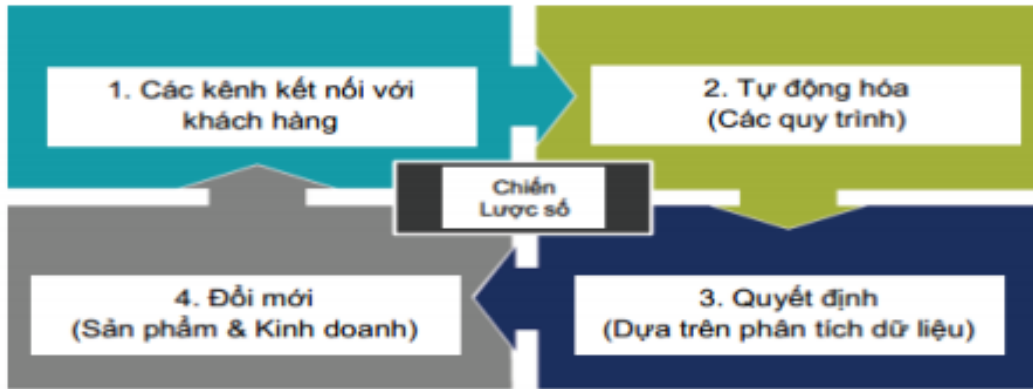 1. Các kênh kết nối với
khách hàng
2. Tự động hóa
(Các quy trình)
Chiến
Lược số
4. Đổi mới
(Sản phẩm & Kinh doanh)
3. Quyết định
(Dựa trên phân tích dữ liệu)